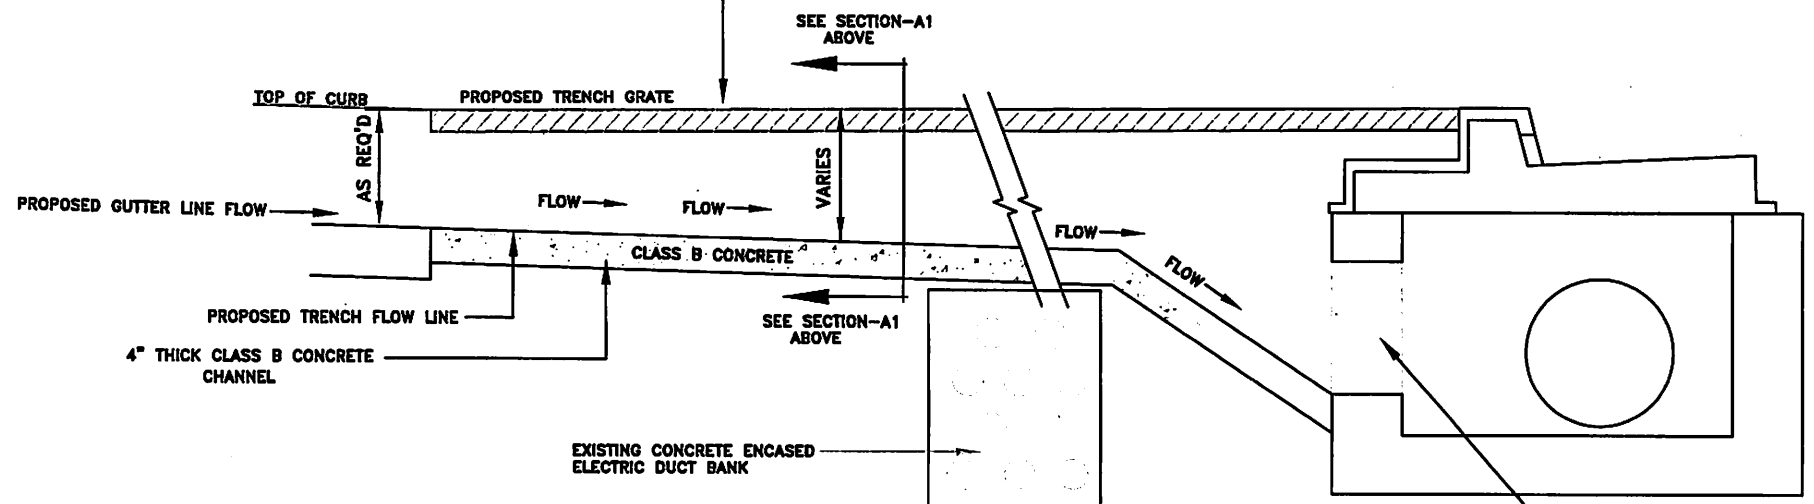 SEE SECTION-A1
ABOVE
TOP OF CURB
PROPOSED TRENCH GRATE
AS REQ'D
VARIES
PROPOSED GUTTER LINE FLOW
FLOW
FLOW
FLOW
FLOW
CLASS B CONCRETE
PROPOSED TRENCH FLOW LINE
SEE SECTION-A1
ABOVE
4" THICK CLASS B CONCRETE
CHANNEL
EXISTING CONCRETE ENCASED
ELECTRIC DUCT BANK